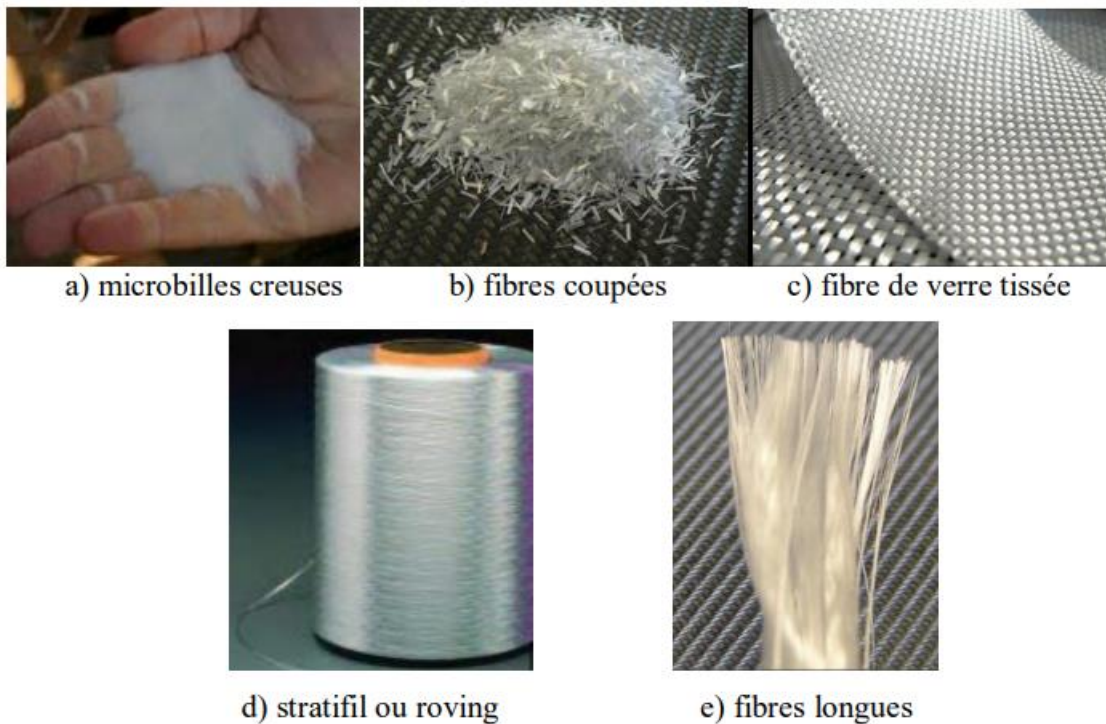 a) microbilles creuses
b) fibres coupées
c) fibre de verre tissée
d) stratifil ou roving
e) fibres longues